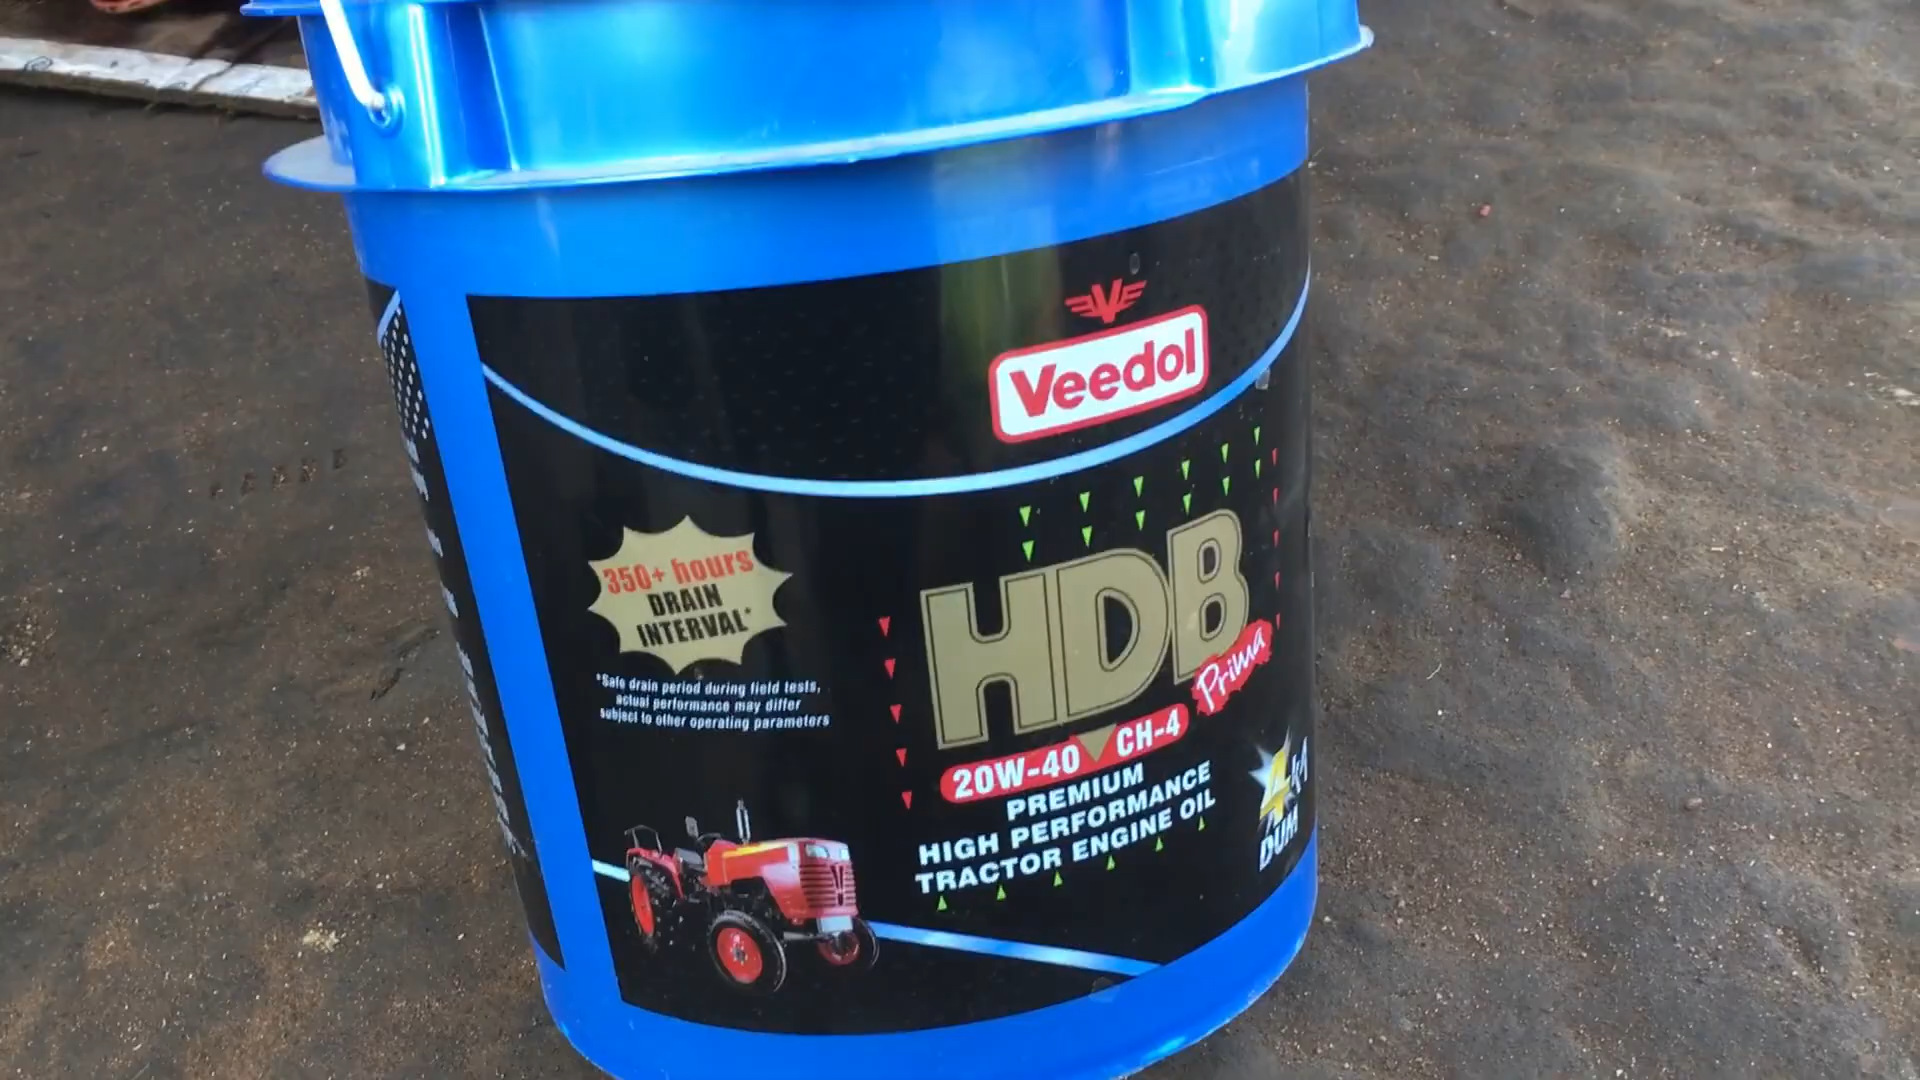 Veedol
350+ hours
DRAIN
INTERVAL*
*Safe drain period during field tests,
actual performance may differ
subject to other operating parameters
HDB
Prima
20W-40 CH-4
PREMIUM
HIGH PERFORMANCE
TRACTOR ENGINE OIL
DUM